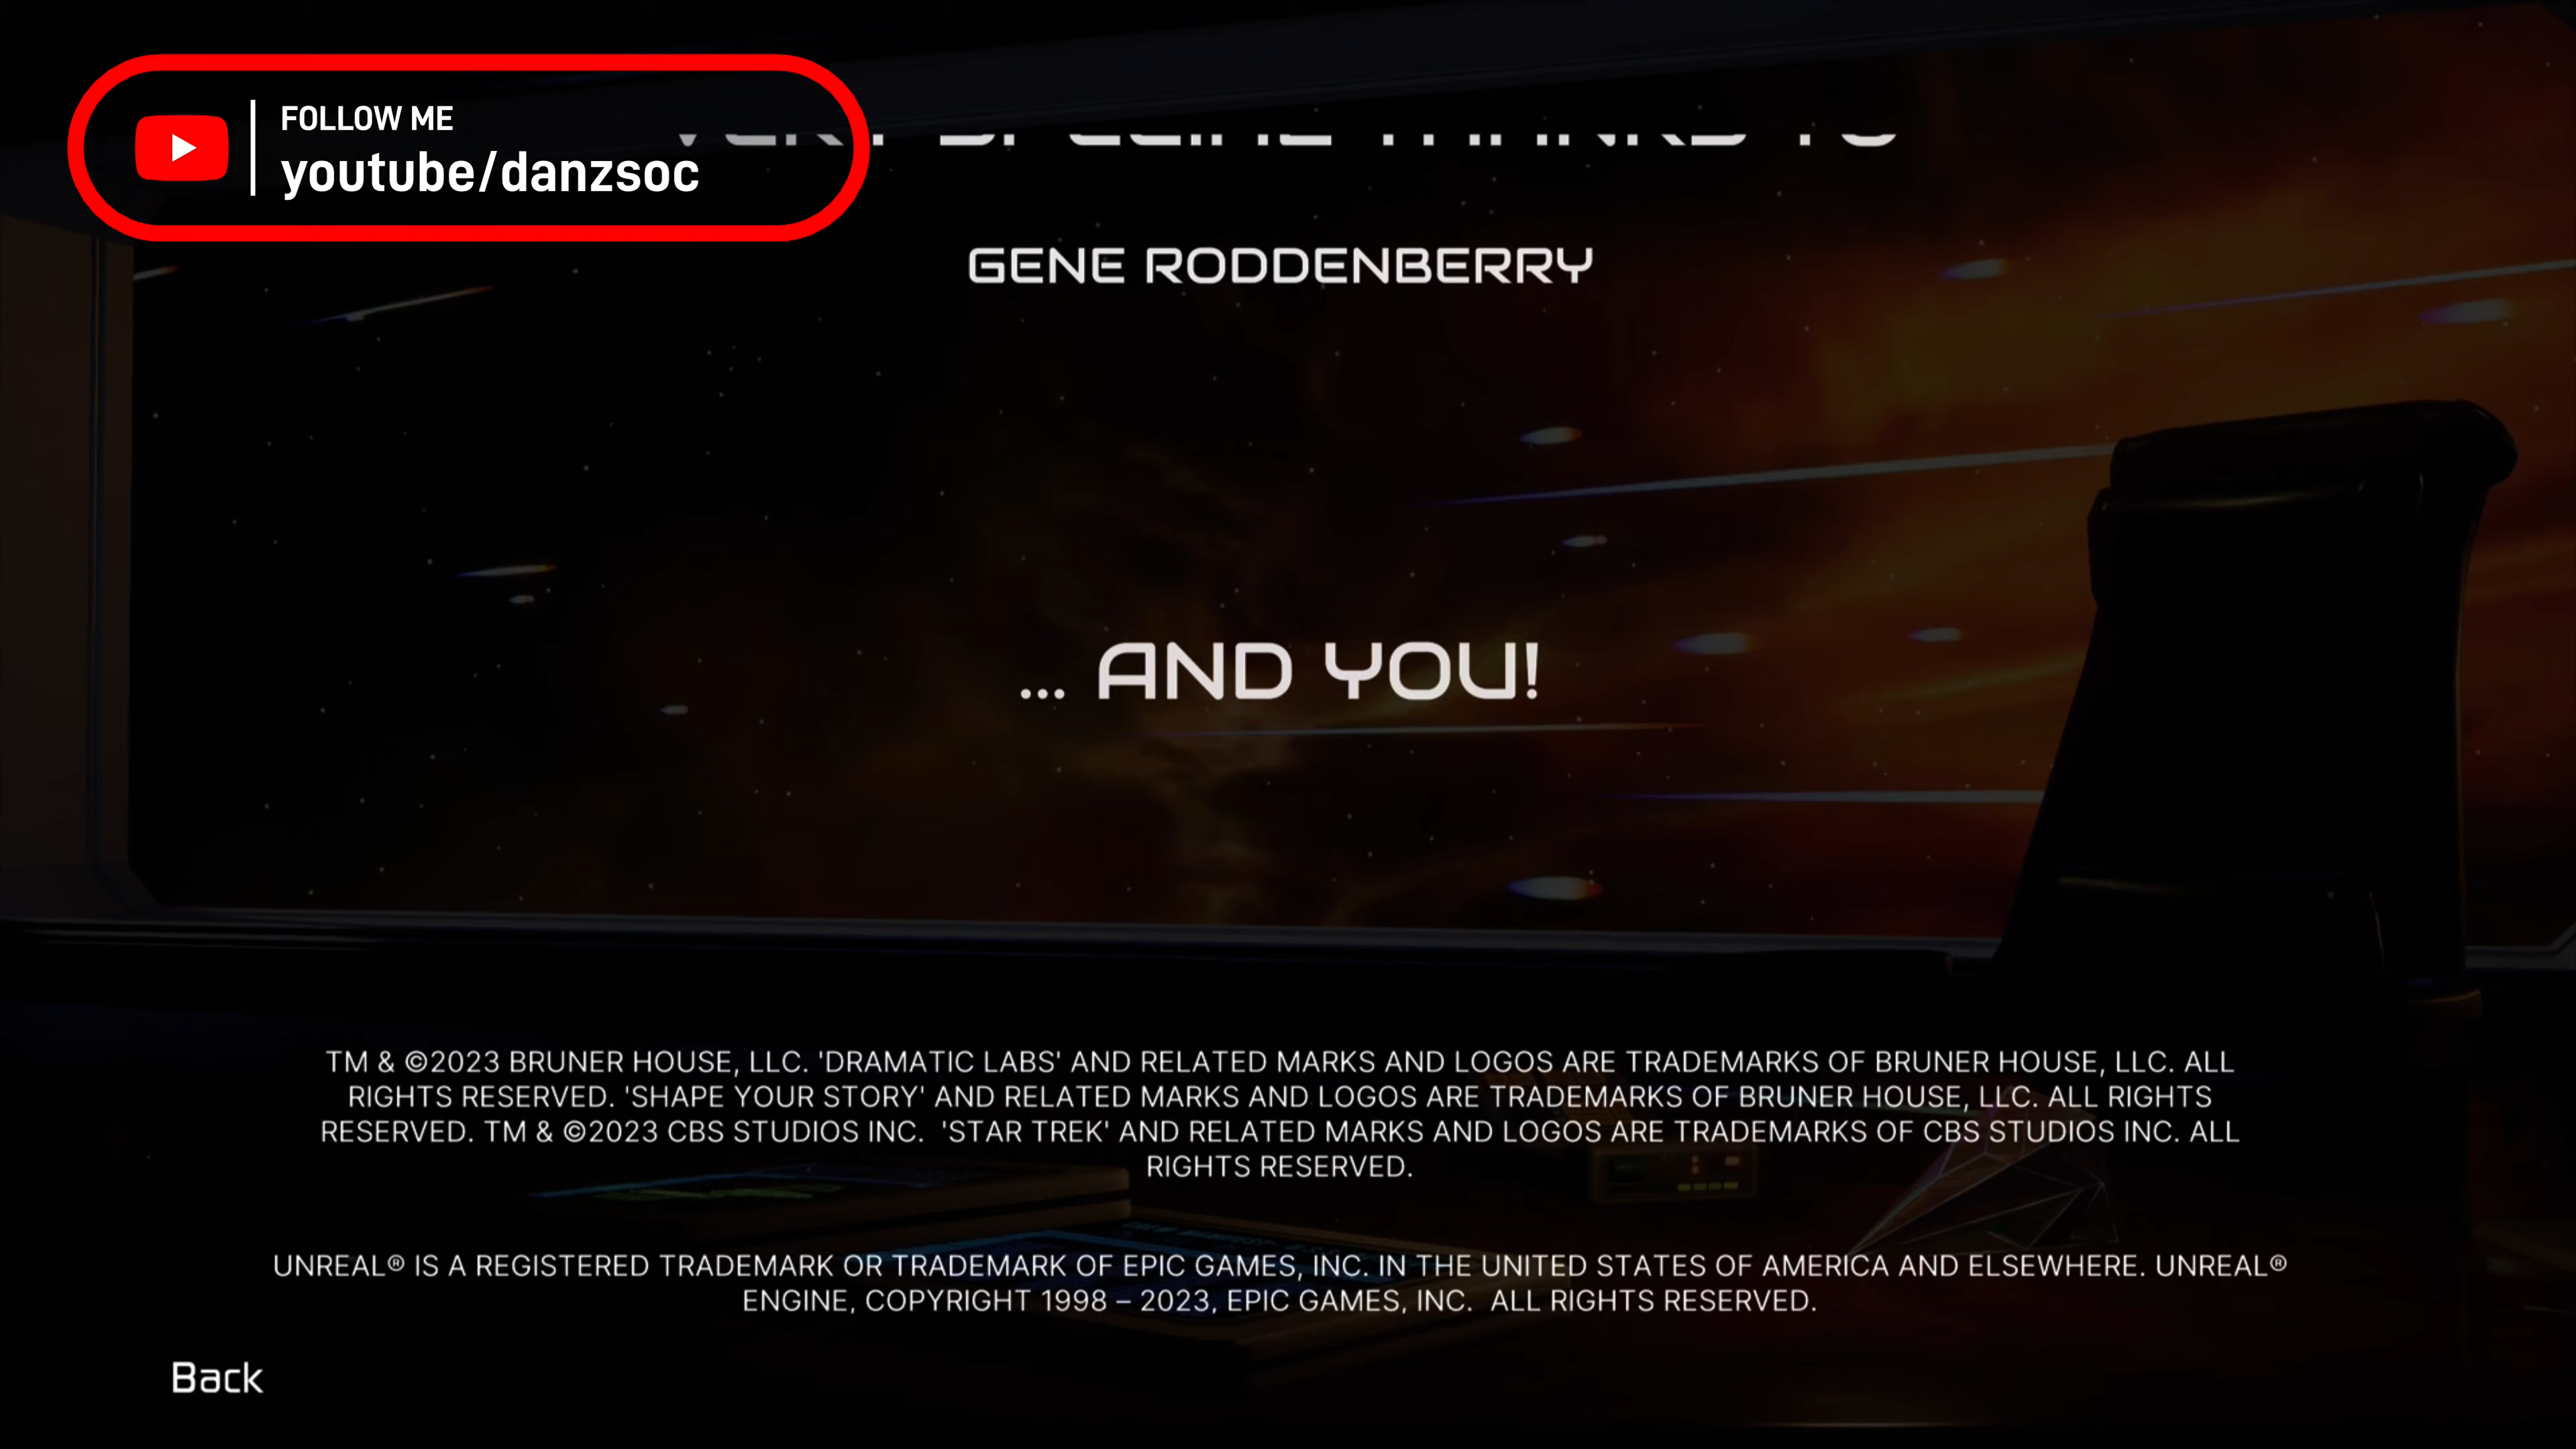 FOLLOW ME
youtube/danzsoc
VERY SPECIAL THANKS TO
GENE RODDENBERRY
... AND YOU!
TM & ©2023 BRUNER HOUSE, LLC. 'DRAMATIC LABS' AND RELATED MARKS AND LOGOS ARE TRADEMARKS OF BRUNER HOUSE, LLC. ALL
RIGHTS RESERVED. 'SHAPE YOUR STORY' AND RELATED MARKS AND LOGOS ARE TRADEMARKS OF BRUNER HOUSE, LLC. ALL RIGHTS
RESERVED. TM & ©2023 CBS STUDIOS INC.  'STAR TREK' AND RELATED MARKS AND LOGOS ARE TRADEMARKS OF CBS STUDIOS INC. ALL
RIGHTS RESERVED.
UNREAL® IS A REGISTERED TRADEMARK OR TRADEMARK OF EPIC GAMES, INC. IN THE UNITED STATES OF AMERICA AND ELSEWHERE. UNREAL®
ENGINE, COPYRIGHT 1998 – 2023, EPIC GAMES, INC.  ALL RIGHTS RESERVED.
Back